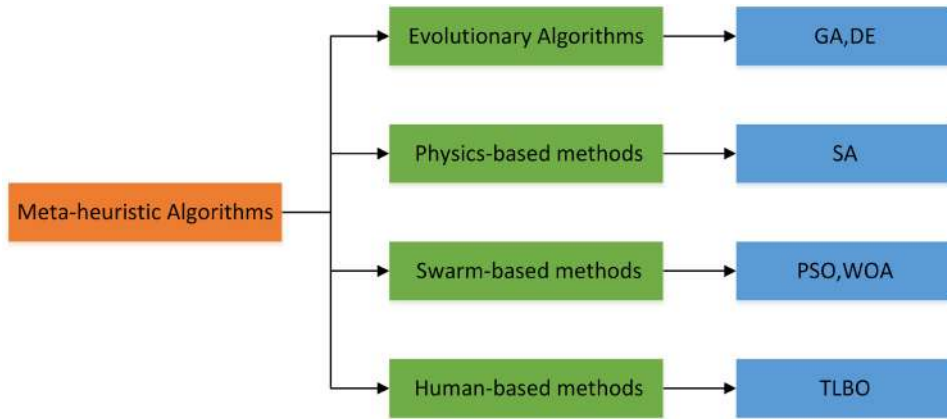 Evolutionary Algorithms
GA,DE
Physics-based methods
SA
Meta-heuristic Algorithms
Swarm-based methods
PSO,WOA
Human-based methods
TLBO